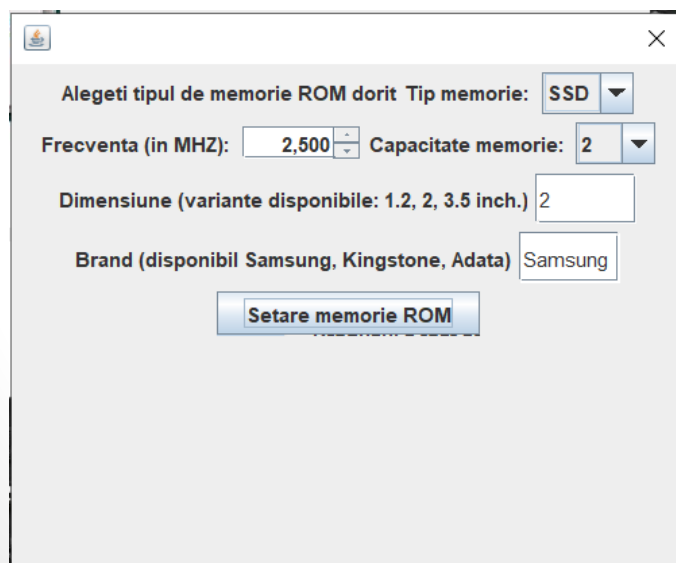 Alegeti tipul de memorie ROM dorit Tip memorie: SSD
Frecventa (in MHZ): 2,500 Capacitate memorie: 2
Dimensiune (variante disponibile: 1.2, 2, 3.5 inch.) 2
Brand (disponibil Samsung, Kingstone, Adata) Samsung
Setare memorie ROM